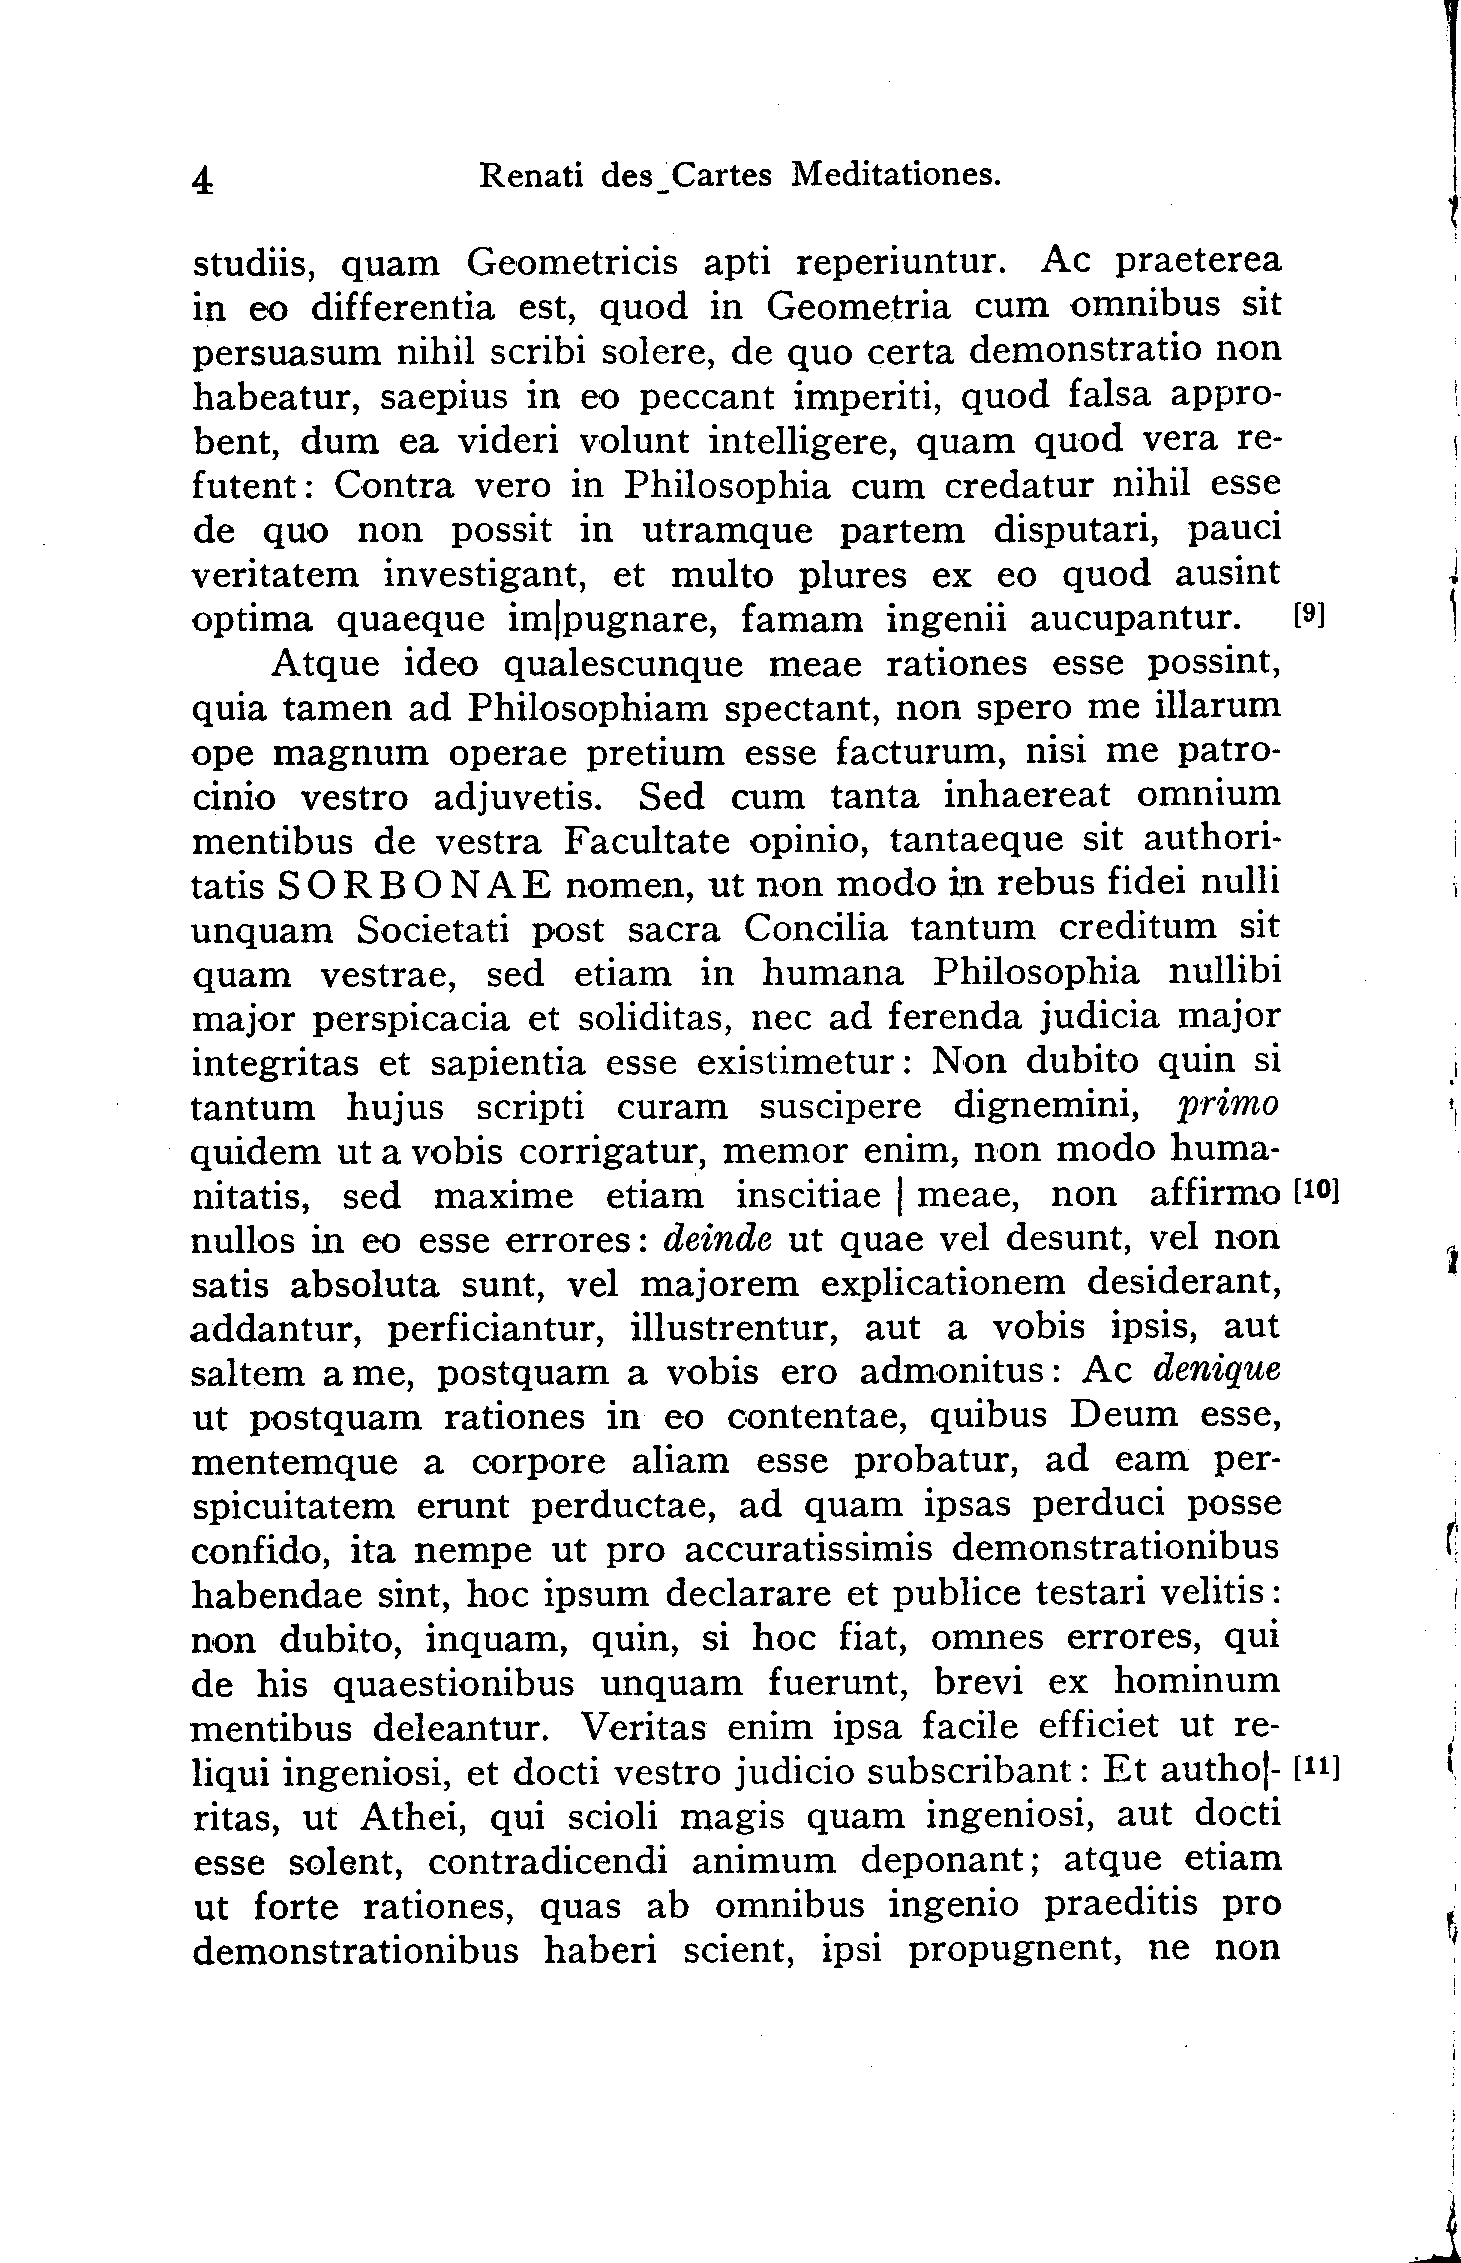 4 Renati des_Cartes Meditationes.
studiis, quam Geometricis apti reperiuntur. Ac praeterea
in eo differentia est, quod in Geometria cum omnibus sit
persuasum nihil scribi solere, de quo certa demonstratio non
habeatur, saepius in eo peccant imperiti, quod falsa appro-
bent, dum ea videri volunt intelligere, quam quod vera re-
futent: Contra vero in Philosophia cum credatur nihil esse
de quo non possit in utramque partem disputari, pauci
veritatem investigant, et multo plures ex eo quod ausint
optima quaeque im|pugnare, famam ingenii aucupantur. [9]
Atque ideo qualescunque meae rationes esse possint,
quia tamen ad Philosophiam spectant, non spero me illarum
ope magnum operae pretium esse facturum, nisi me patro-
cinio vestro adjuvetis. Sed cum tanta inhaereat omnium
mentibus de vestra Facultate opinio, tantaeque sit authori-
tatis SORBONAE nomen, ut non modo in rebus fidei nulli
unquam Societati post sacra Concilia tantum creditum sit
quam vestrae, sed etiam in humana Philosophia nullibi
major perspicacia et soliditas, nec ad ferenda judicia major
integritas et sapientia esse existimetur: Non dubito quin si
tantum hujus scripti curam suscipere dignemini, primo
quidem ut a vobis corrigatur, memor enim, non modo huma-
nitatis, sed maxime etiam inscitiae | meae, non affirmo [10]
nullos in eo esse errores: deinde ut quae vel desunt, vel non
satis absoluta sunt, vel majorem explicationem desiderant,
addantur, perficiantur, illustrentur, aut a vobis ipsis, aut
saltem a me, postquam a vobis ero admonitus: Ac denique
ut postquam rationes in eo contentae, quibus Deum esse,
mentemque a corpore aliam esse probatur, ad eam per-
spicuitatem erunt perductae, ad quam ipsas perduci posse
confido, ita nempe ut pro accuratissimis demonstrationibus
habendae sint, hoc ipsum declarare et publice testari velitis:
non dubito, inquam, quin, si hoc fiat, omnes errores, qui
de his quaestionibus unquam fuerunt, brevi ex hominum
mentibus deleantur. Veritas enim ipsa facile efficiet ut re-
liqui ingeniosi, et docti vestro judicio subscribant: Et autho|- [11]
ritas, ut Athei, qui scioli magis quam ingeniosi, aut docti
esse solent, contradicendi animum deponant; atque etiam
ut forte rationes, quas ab omnibus ingenio praeditis pro
demonstrationibus haberi scient, ipsi propugnent, ne non